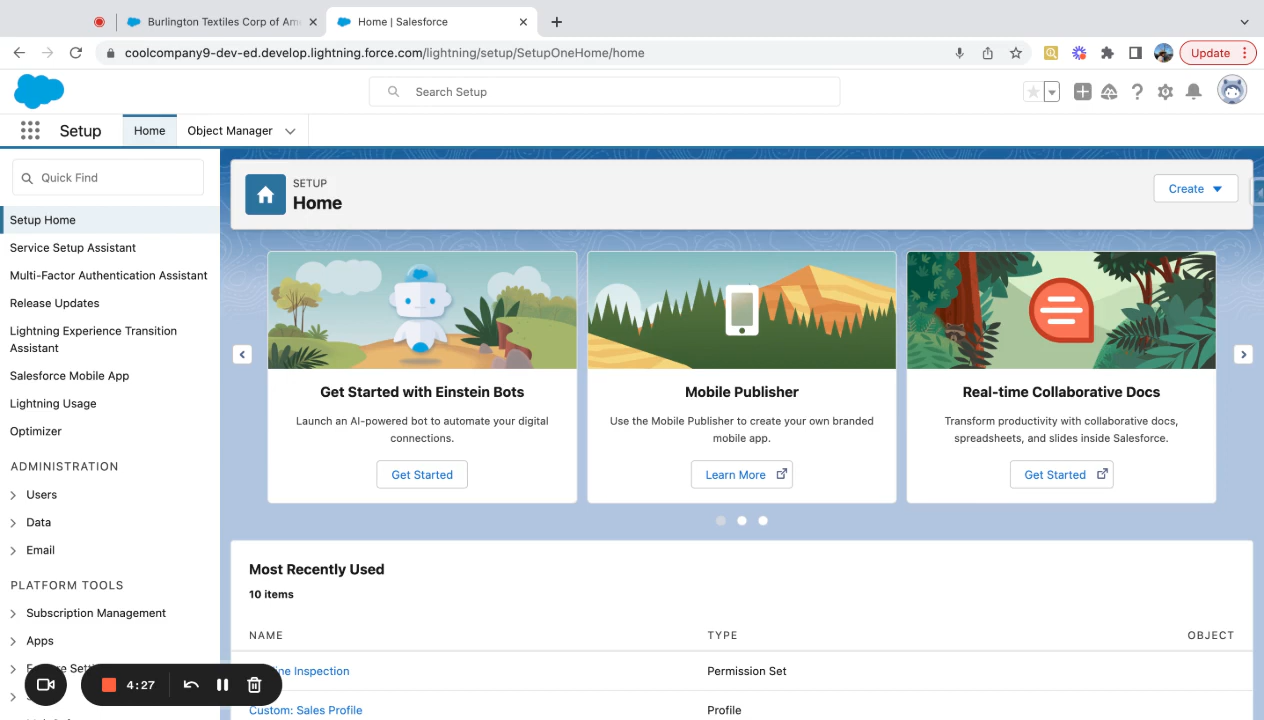 Burlington Textiles Corp of Am
Home | Salesforce
coolcompany9-dev-ed.develop.lightning.force.com/lightning/setup/SetupOneHome/home
Update
Search Setup
Setup
Home
Object Manager
Quick Find
Setup Home
Service Setup Assistant
Multi-Factor Authentication Assistant
Release Updates
Lightning Experience Transition
Assistant
Salesforce Mobile App
Lightning Usage
Optimizer
ADMINISTRATION
Users
Data
Email
PLATFORM TOOLS
Subscription Management
Apps
4:27
SETUP
Home
Create
Get Started with Einstein Bots
Launch an AI-powered bot to automate your digital
connections.
Get Started
Mobile Publisher
Use the Mobile Publisher to create your own branded
mobile app.
Learn More
Real-time Collaborative Docs
Transform productivity with collaborative docs,
spreadsheets, and slides inside Salesforce.
Get Started
Most Recently Used
10 items
NAME
TYPE
OBJECT
Inspection
Permission Set
Custom: Sales Profile
Profile